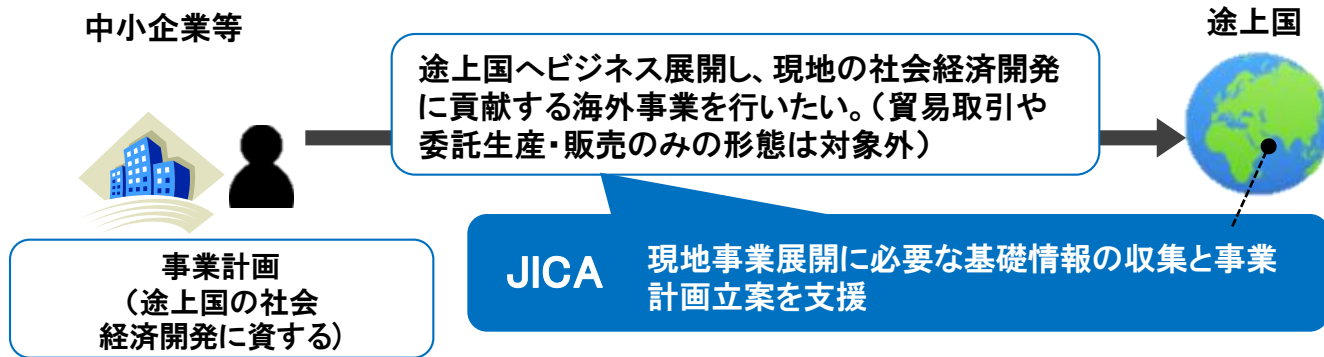 中小企業等
途上国
途上国へビジネス展開し、現地の社会経済開発
に貢献する海外事業を行いたい。（貿易取引や
委託生産・販売のみの形態は対象外）
事業計画
（途上国の社会
経済開発に資する）
JICA
現地事業展開に必要な基礎情報の収集と事業
計画立案を支援